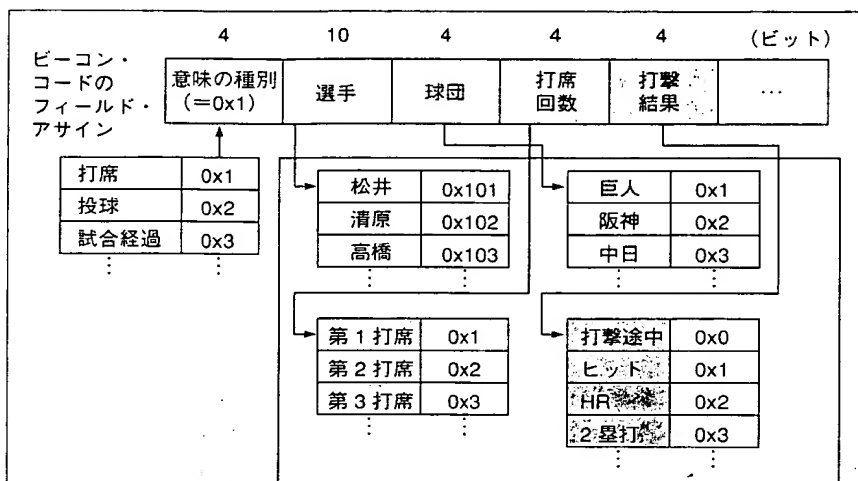 4 10 4 4 4 (ビット)
ビーコン・
コードの
フィールド・
アサイン
意味の種別
(=0x1)
選手
球団
打席
回数
打撃
結果
…
打席 0x1
投球 0x2
試合経過 0x3
⋮ ⋮
松井 0x101
清原 0x102
高橋 0x103
⋮ ⋮
巨人 0x1
阪神 0x2
中日 0x3
⋮ ⋮
第1打席 0x1
第2打席 0x2
第3打席 0x3
⋮ ⋮
打撃途中 0x0
ヒット 0x1
HR 0x2
2塁打 0x3
⋮ ⋮